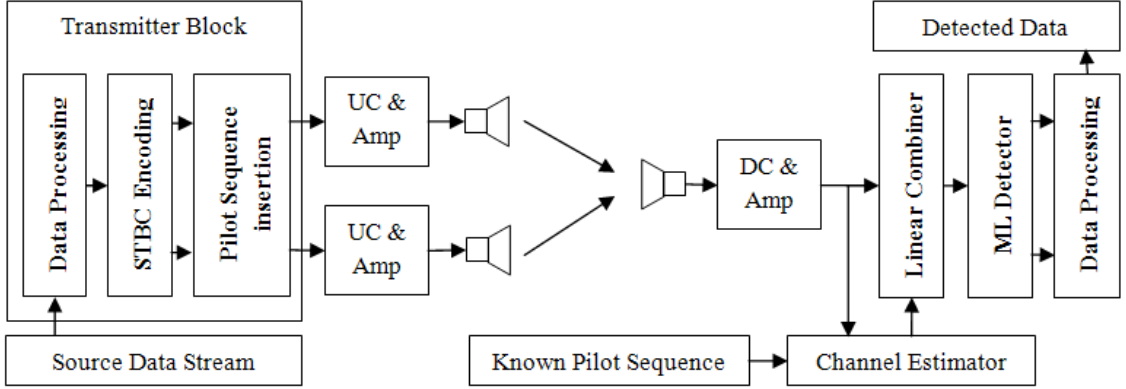 Transmitter Block
Detected Data
Data Processing
STBC Encoding
Pilot Sequence
insertion
UC &
Amp
UC &
Amp
DC &
Amp
Linear Combiner
ML Detector
Data Processing
Source Data Stream
Known Pilot Sequence
Channel Estimator